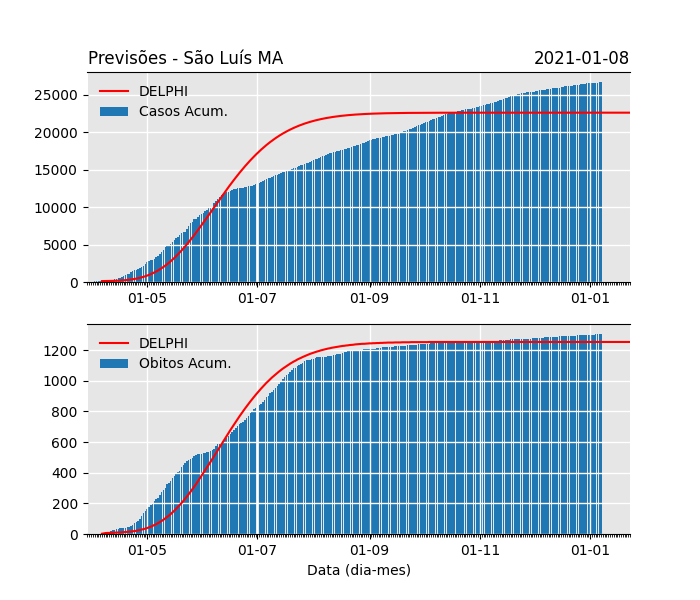 Previsões - São Luís MA 2021-01-08
DELPHI
Casos Acum.
25000
20000
15000
10000
5000
0
01-05 01-07 01-09 01-11 01-01
DELPHI
Obitos Acum.
1200
1000
800
600
400
200
0
01-05 01-07 01-09 01-11 01-01
Data (dia-mes)